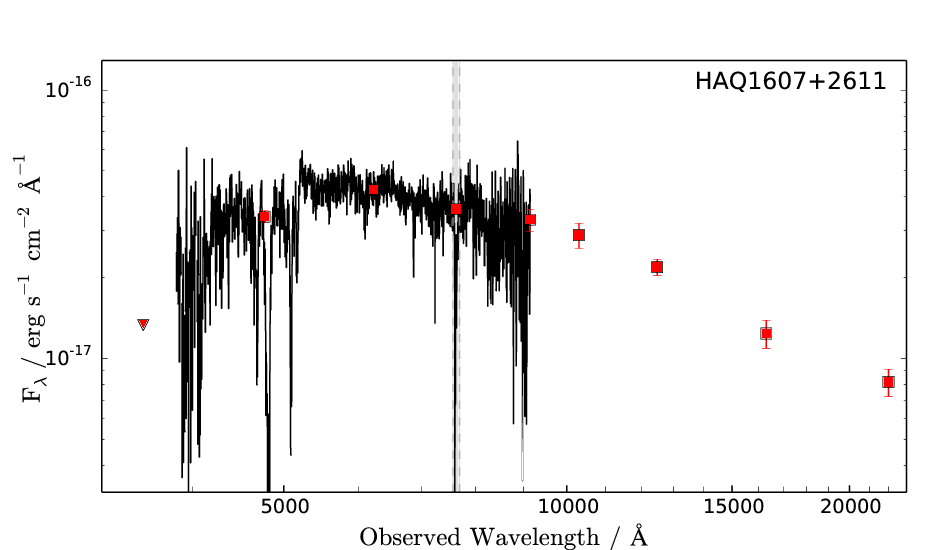 HAQ1607+2611
10⁻¹⁶
10⁻¹⁷
F_λ / erg s⁻¹ cm⁻² Å⁻¹
5000 10000 15000 20000
Observed Wavelength / Å